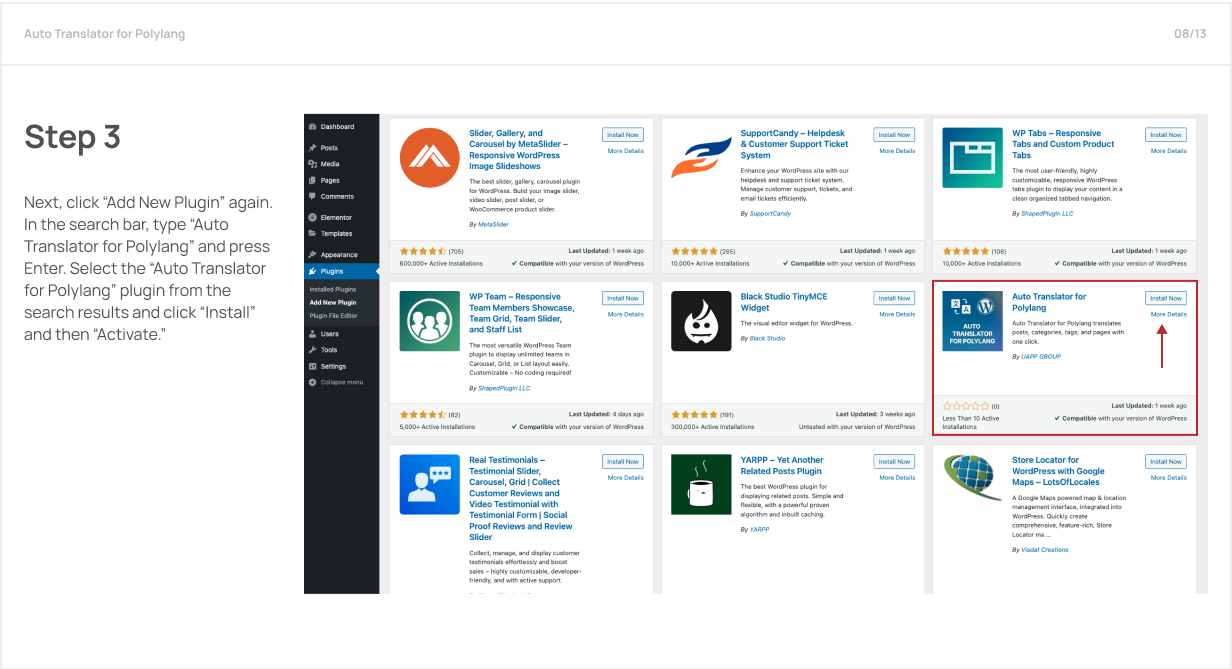 Auto Translator for Polylang
08/13
Step 3
Next, click “Add New Plugin” again.
In the search bar, type “Auto
Translator for Polylang” and press
Enter. Select the “Auto Translator
for Polylang” plugin from the
search results and click “Install”
and then “Activate.”
Dashboard
Posts
Media
Pages
Comments
Elementor
Templates
Appearance
Plugins
Installed Plugins
Add New Plugin
Plugin File Editor
Users
Tools
Settings
Collapse menu
Slider, Gallery, and
Carousel by MetaSlider –
Responsive WordPress
Image Slideshows
Install Now
More Details
The best slider, gallery, carousel plugin
for WordPress. Build your image slider,
video slider, post slider, or
WooCommerce product slider.
By MetaSlider
(705)
Last Updated: 1 week ago
600,000+ Active Installations
Compatible with your version of WordPress
SupportCandy – Helpdesk
& Customer Support Ticket
System
Install Now
More Details
Enhance your WordPress site with our
helpdesk and support ticket system.
Manage customer support, tickets, and
email tickets efficiently.
By SupportCandy
(265)
Last Updated: 1 week ago
10,000+ Active Installations
Compatible with your version of WordPress
WP Tabs – Responsive
Tabs and Custom Product
Tabs
Install Now
More Details
The most user-friendly, highly
customizable, responsive WordPress
tabs plugin to display your content in a
clean organized tabbed navigation.
By ShapedPlugin LLC
(106)
Last Updated: 1 week ago
10,000+ Active Installations
Compatible with your version of WordPress
WP Team – Responsive
Team Members Showcase,
Team Grid, Team Slider,
and Staff List
Install Now
More Details
The most versatile WordPress Team
plugin to display unlimited teams in
Carousel, Grid, or List layout easily.
Customizable – No coding required!
By ShapedPlugin LLC
(82)
Last Updated: 4 days ago
5,000+ Active Installations
Compatible with your version of WordPress
Black Studio TinyMCE
Widget
Install Now
More Details
The visual editor widget for WordPress.
By Black Studio
(191)
Last Updated: 3 weeks ago
300,000+ Active Installations
Untested with your version of WordPress
AUTO
TRANSLATOR
FOR POLYLANG
Auto Translator for
Polylang
Install Now
More Details
Auto Translator for Polylang translates
posts, categories, tags, and pages with
one click.
By UAPP GROUP
(0)
Last Updated: 1 week ago
Less Than 10 Active
Installations
Compatible with your version of WordPress
Real Testimonials –
Testimonial Slider,
Carousel, Grid | Collect
Customer Reviews and
Video Testimonial with
Testimonial Form | Social
Proof Reviews and Review
Slider
Install Now
More Details
Collect, manage, and display customer
testimonials effortlessly and boost
sales – highly customizable, developer-
friendly, and with active support.
YARPP – Yet Another
Related Posts Plugin
Install Now
More Details
The best WordPress plugin for
displaying related posts. Simple and
flexible, with a powerful proven
algorithm and inbuilt caching.
By YARPP
Store Locator for
WordPress with Google
Maps – LotsOfLocales
Install Now
More Details
A Google Maps powered map & location
management interface, integrated into
WordPress. Quickly create
comprehensive, feature-rich, Store
Locator ma ...
By Viadat Creations